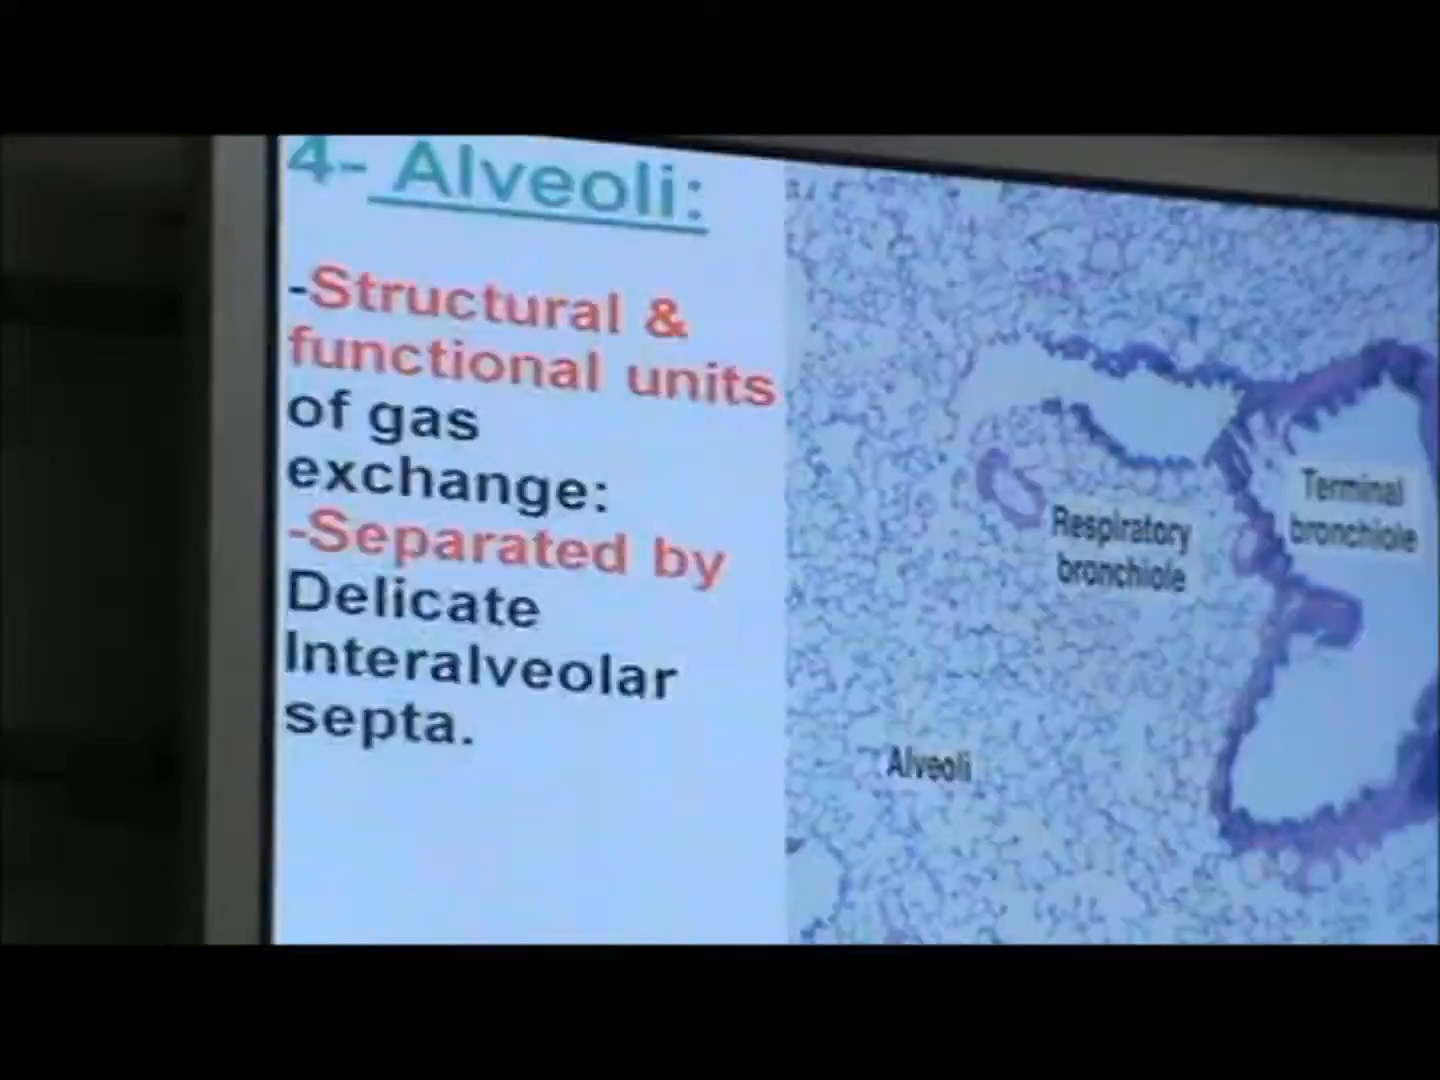 4- Alveoli:
-Structural &
functional units
of gas
exchange:
-Separated by
Delicate
Interalveolar
septa.
Terminal
bronchiole
Respiratory
bronchiole
Alveoli